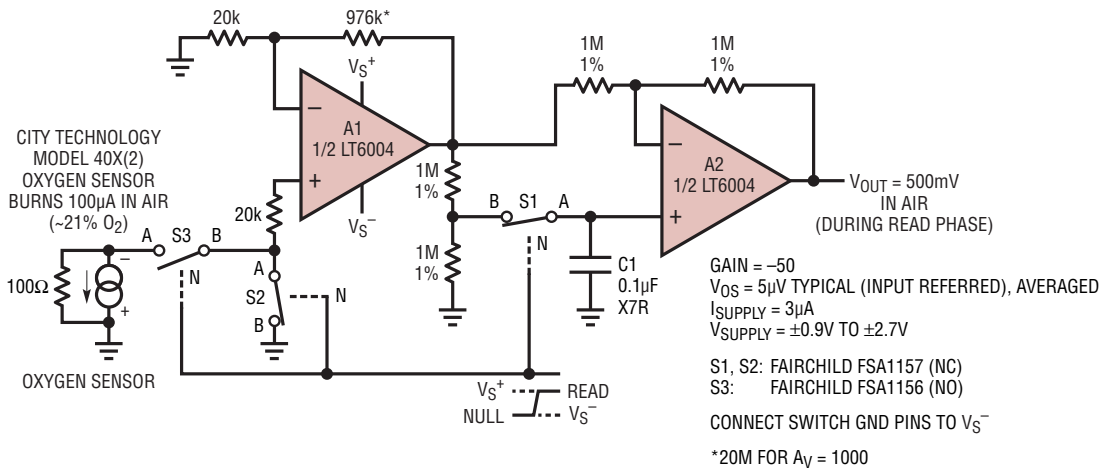 20k
976k*
VS+
A1
1/2 LT6004
VS−
−
+
1M
1%
1M
1%
A2
1/2 LT6004
−
+
VOUT = 500mV
IN AIR
(DURING READ PHASE)
CITY TECHNOLOGY
MODEL 40X(2)
OXYGEN SENSOR
BURNS 100µA IN AIR
(~21% O2)
20k
1M
1%
B S1 A
N
A S3 B
N
−
+
100Ω
A
S2
N
B
1M
1%
C1
0.1µF
X7R
OXYGEN SENSOR
VS+ READ
NULL VS−
GAIN = –50
VOS = 5µV TYPICAL (INPUT REFERRED), AVERAGED
ISUPPLY = 3µA
VSUPPLY = ±0.9V TO ±2.7V
S1, S2: FAIRCHILD FSA1157 (NC)
S3: FAIRCHILD FSA1156 (NO)
CONNECT SWITCH GND PINS TO VS−
*20M FOR AV = 1000